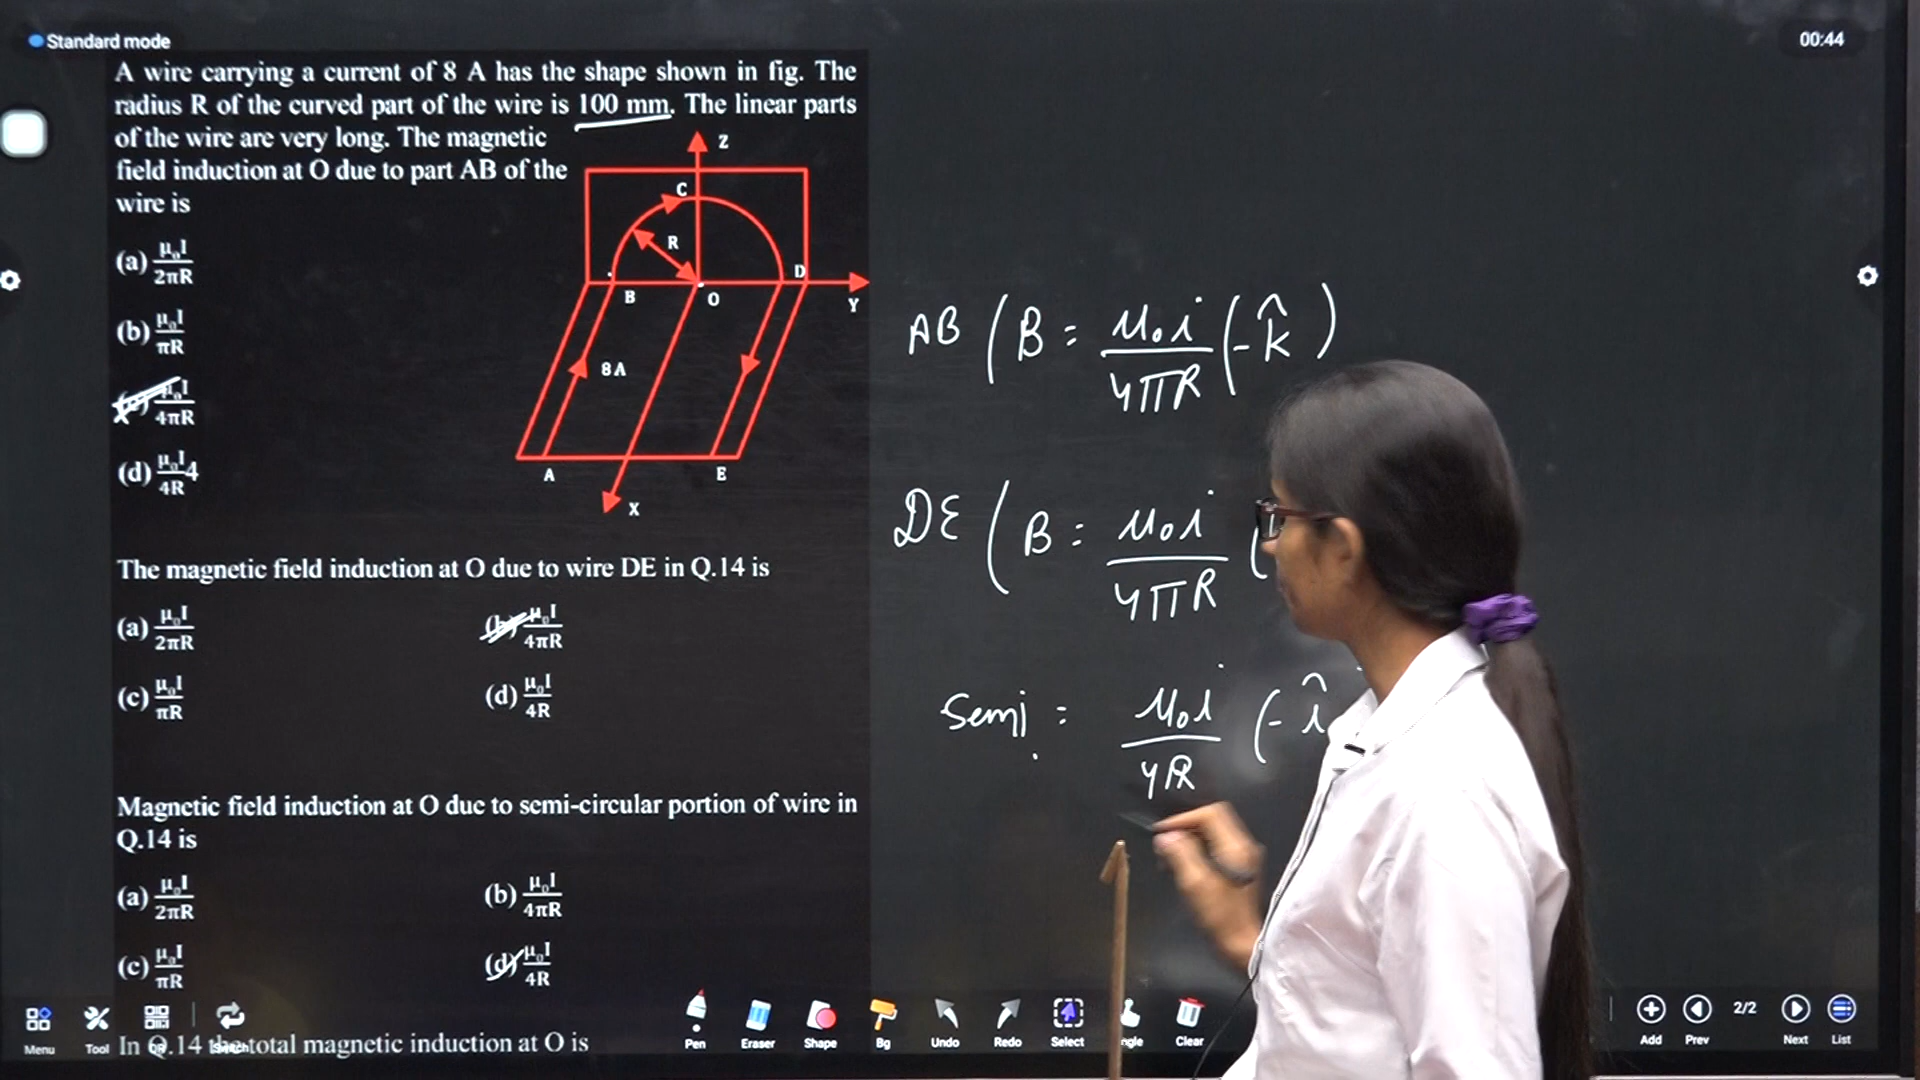 Standard mode
00:44
A wire carrying a current of 8 A has the shape shown in fig. The
radius R of the curved part of the wire is 100 mm. The linear parts
of the wire are very long. The magnetic
field induction at O due to part AB of the
wire is
(a) μ₀I/2πR
(b) μ₀I/πR
(c) μ₀I/4πR
(d) μ₀I/4R 4
Z
C
R
D
B
O
Y
8 A
A
E
X
The magnetic field induction at O due to wire DE in Q.14 is
(a) μ₀I/2πR (b) μ₀I/4πR
(c) μ₀I/πR (d) μ₀I/4R
Magnetic field induction at O due to semi-circular portion of wire in
Q.14 is
(a) μ₀I/2πR (b) μ₀I/4πR
(c) μ₀I/πR (d) μ₀I/4R
In Q.14 the total magnetic induction at O is
AB ( B = μ₀i/4πR (-k̂ )
DE ( B = μ₀i/4πR (
Semi = μ₀i/4R (-î
Menu Tool Pen Eraser Shape Bg Undo Redo Select Clear Add Prev 2/2 Next List